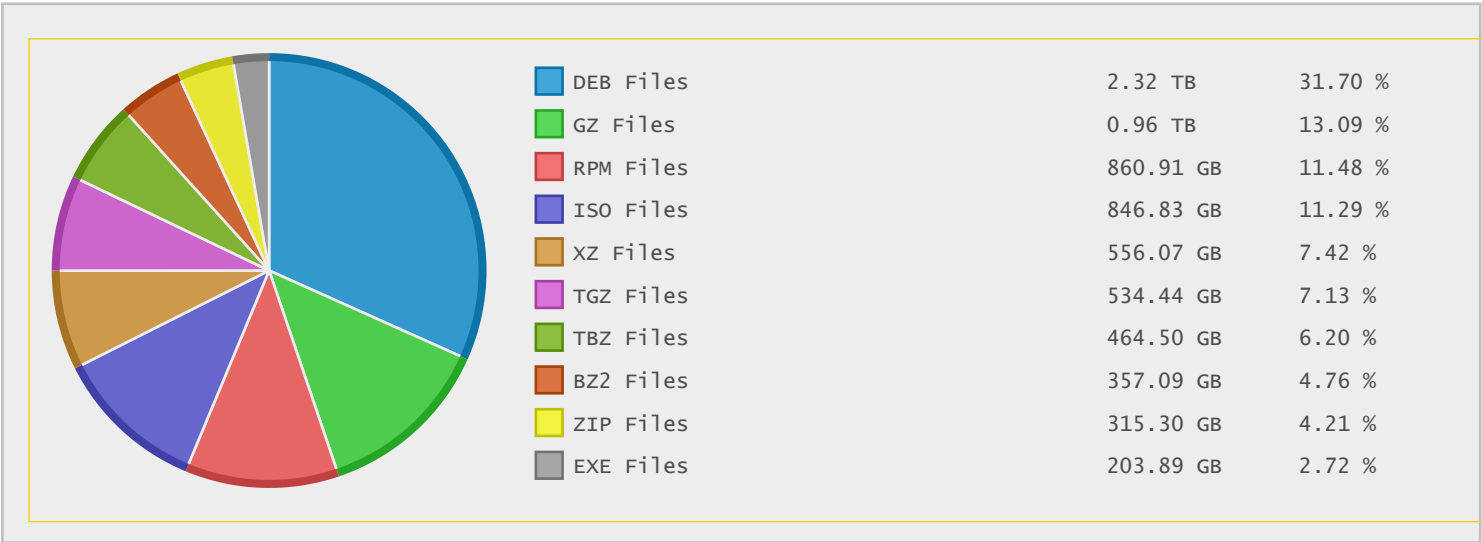 DEB Files 2.32 TB 31.70 %
GZ Files 0.96 TB 13.09 %
RPM Files 860.91 GB 11.48 %
ISO Files 846.83 GB 11.29 %
XZ Files 556.07 GB 7.42 %
TGZ Files 534.44 GB 7.13 %
TBZ Files 464.50 GB 6.20 %
BZ2 Files 357.09 GB 4.76 %
ZIP Files 315.30 GB 4.21 %
EXE Files 203.89 GB 2.72 %